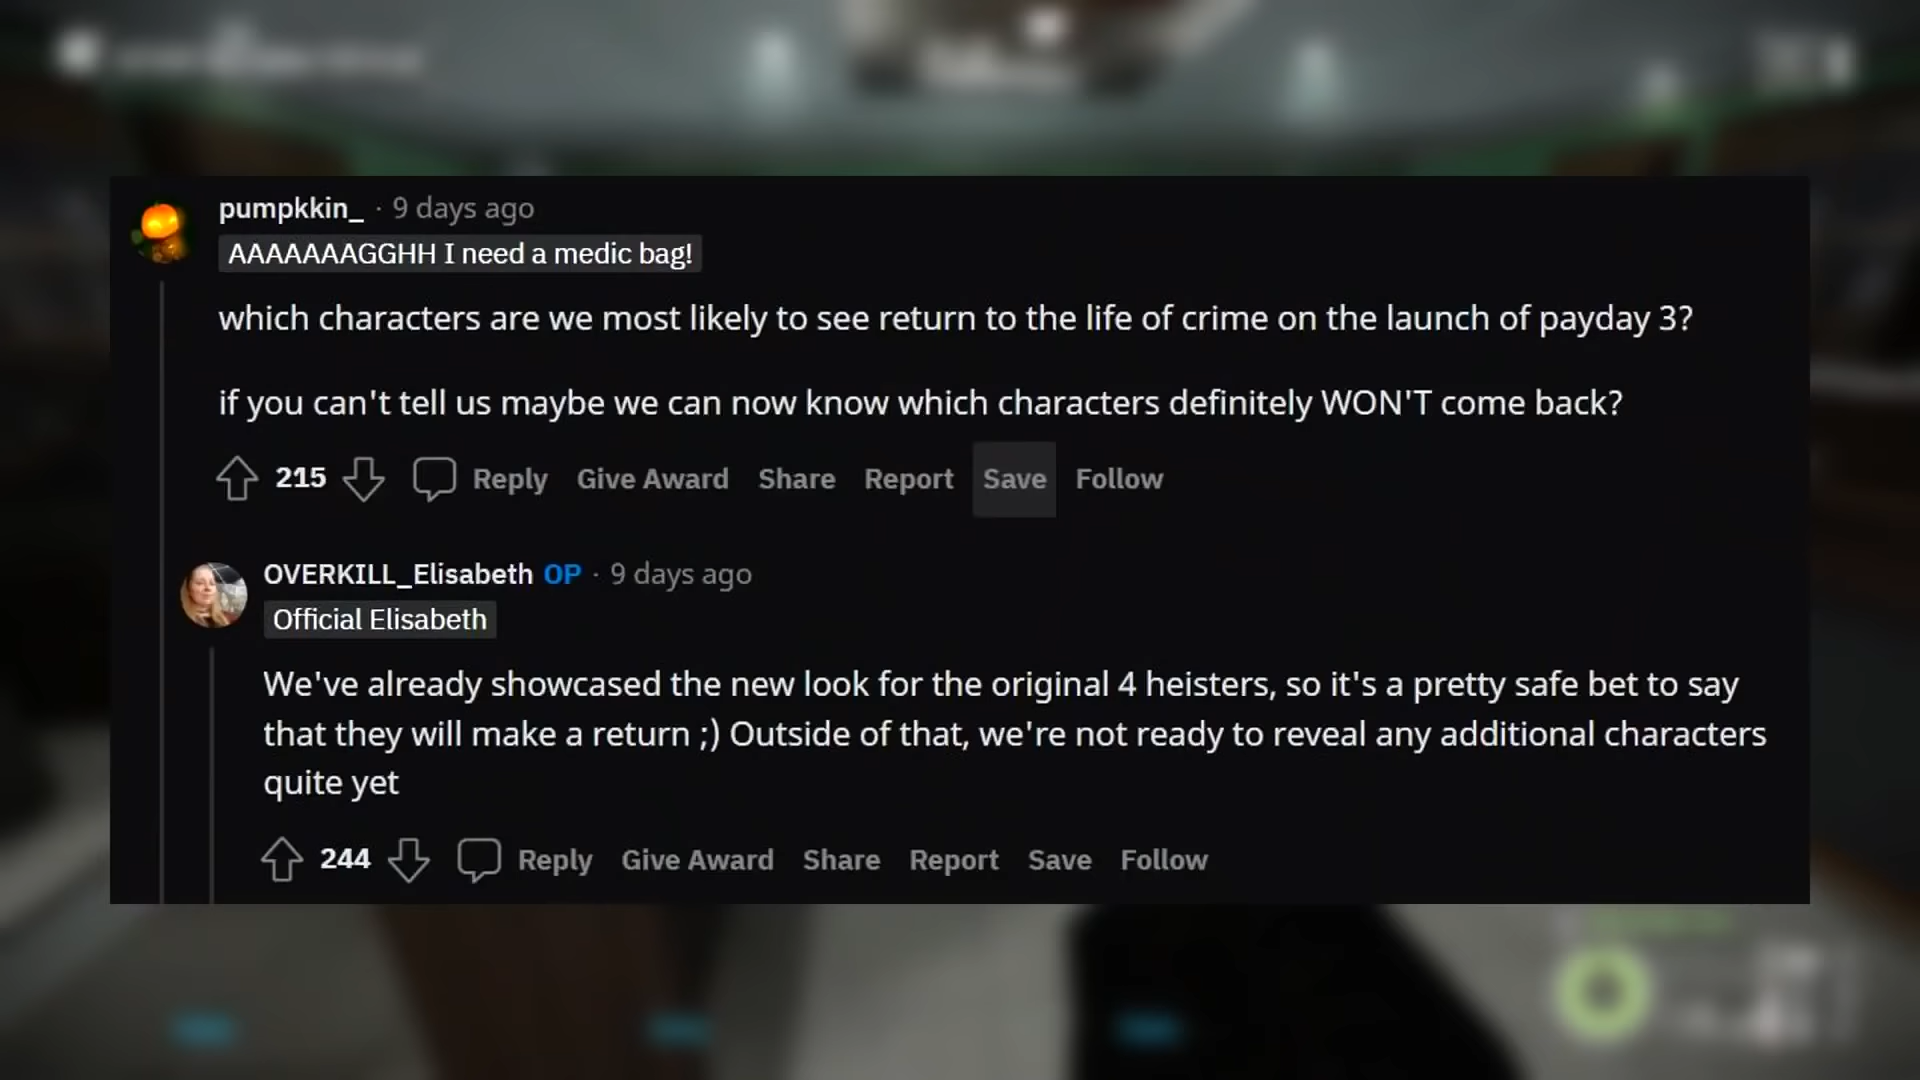 pumpkkin_ · 9 days ago
AAAAAAAGGHH I need a medic bag!
which characters are we most likely to see return to the life of crime on the launch of payday 3?
if you can't tell us maybe we can now know which characters definitely WON'T come back?
215 Reply Give Award Share Report Save Follow
OVERKILL_Elisabeth OP · 9 days ago
Official Elisabeth
We've already showcased the new look for the original 4 heisters, so it's a pretty safe bet to say
that they will make a return ;) Outside of that, we're not ready to reveal any additional characters
quite yet
244 Reply Give Award Share Report Save Follow